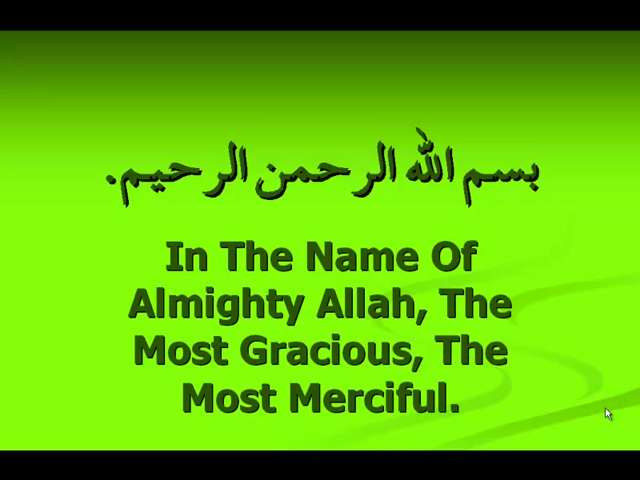 بسم الله الرحمن الرحيم.
In The Name Of
Almighty Allah, The
Most Gracious, The
Most Merciful.